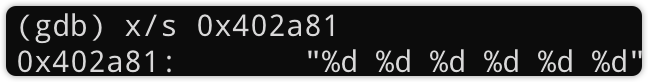 (gdb) x/s 0x402a81
0x402a81:       "%d %d %d %d %d %d"